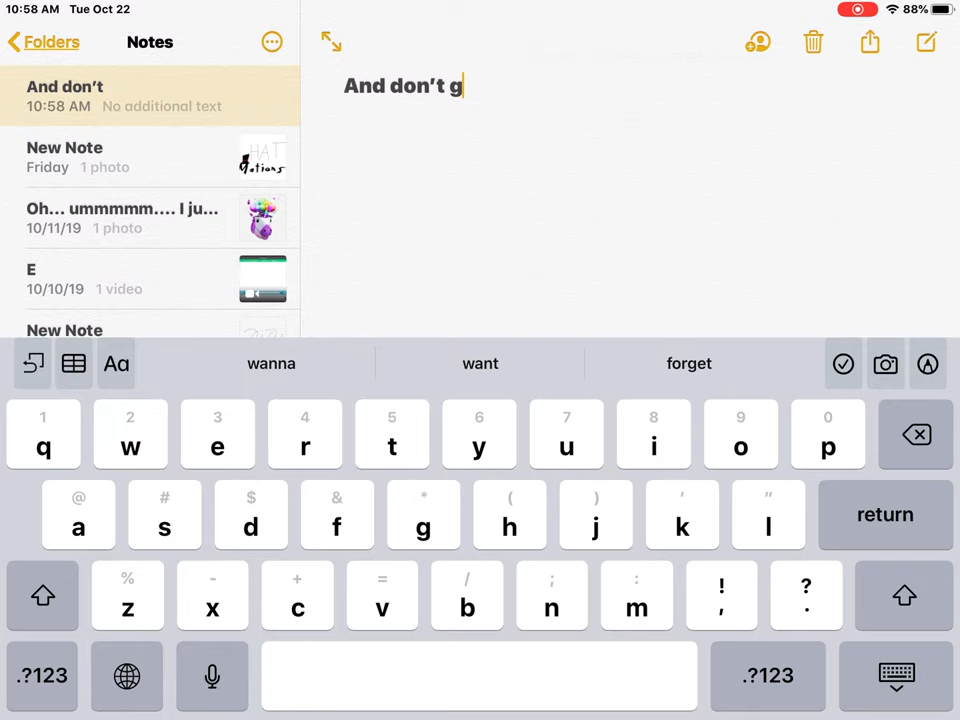 10:58 AM Tue Oct 22
88%
Folders
Notes
And don't
10:58 AM No additional text
New Note
Friday 1 photo
HAT
Motions
Oh... ummmmm.... I ju...
10/11/19 1 photo
E
10/10/19 1 video
New Note
And don't g
Aa
wanna
want
forget
1 2 3 4 5 6 7 8 9 0
q w e r t y u i o p
@ # $ & * ( ) ' "
a s d f g h j k l return
% - + = / ; : ! ?
z x c v b n m , .
.?123 .?123